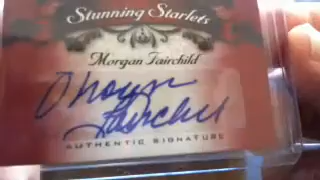 Stunning Starlets
Morgan Fairchild
Morgan
Fairchild
AUTHENTIC SIGNATURE